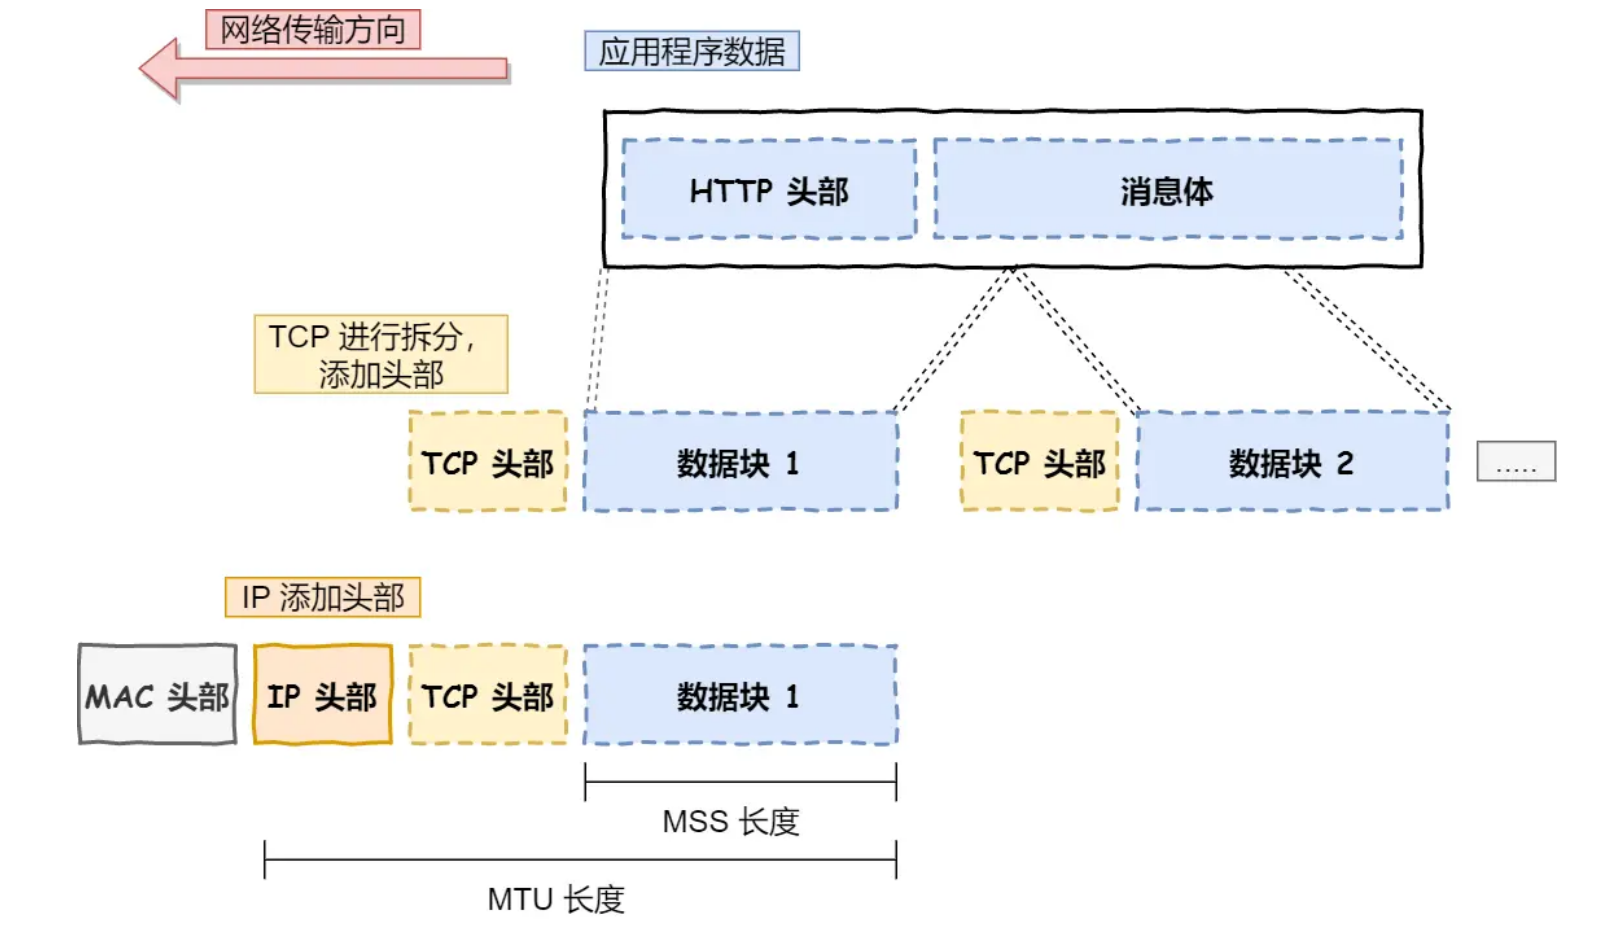 网络传输方向
应用程序数据
HTTP 头部
消息体
TCP 进行拆分，
添加头部
TCP 头部
数据块 1
TCP 头部
数据块 2
.....
IP 添加头部
MAC 头部
IP 头部
TCP 头部
数据块 1
MSS 长度
MTU 长度